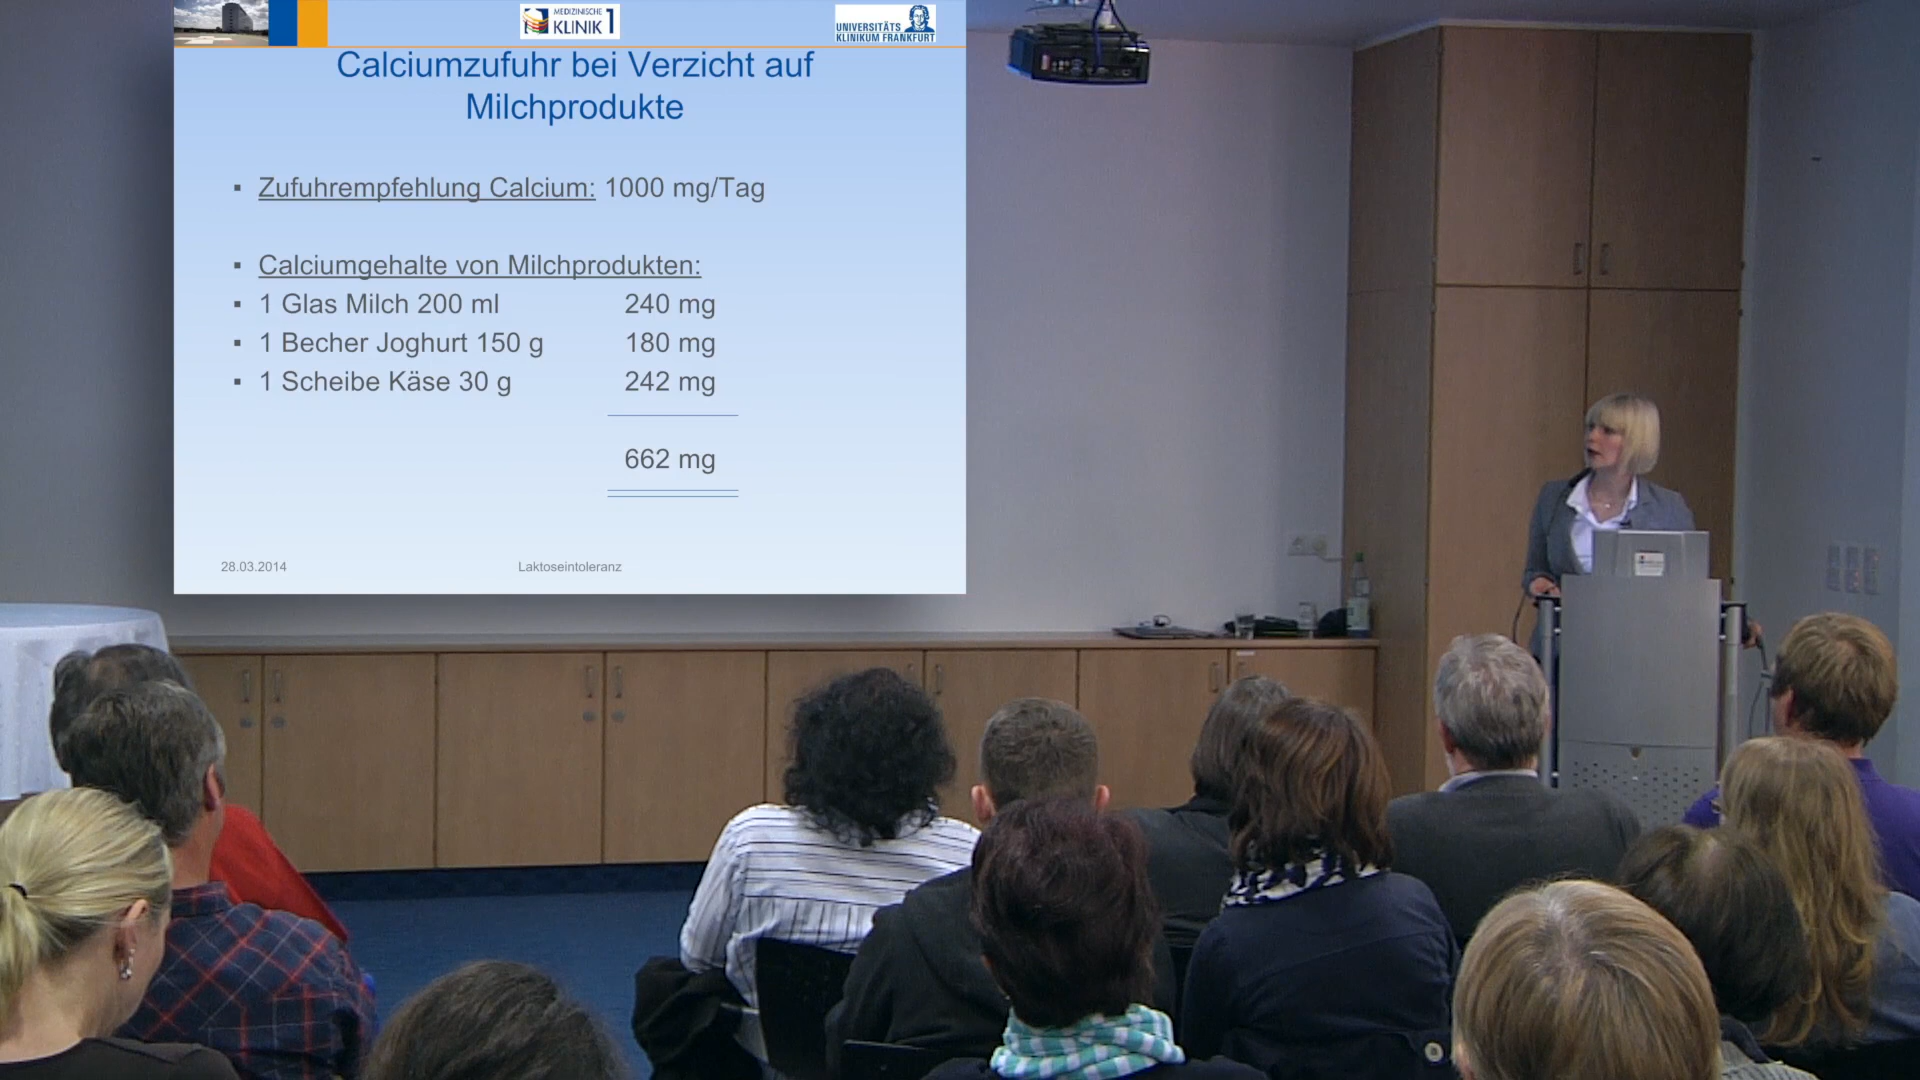 MEDIZINISCHE
KLINIK 1
UNIVERSITÄTS
KLINIKUM FRANKFURT
Calciumzufuhr bei Verzicht auf
Milchprodukte
▪ Zufuhrempfehlung Calcium: 1000 mg/Tag
▪ Calciumgehalte von Milchprodukten:
▪ 1 Glas Milch 200 ml 240 mg
▪ 1 Becher Joghurt 150 g 180 mg
▪ 1 Scheibe Käse 30 g 242 mg
662 mg
28.03.2014 Laktoseintoleranz